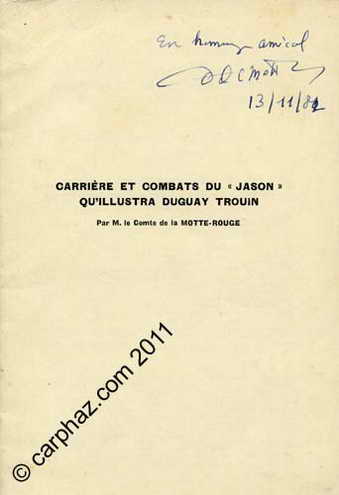 En hommage amical
13/11/82
CARRIÈRE ET COMBATS DU « JASON »
QU'ILLUSTRA DUGUAY TROUIN
Par M. le Comte de la MOTTE-ROUGE
© carphaz.com 2011